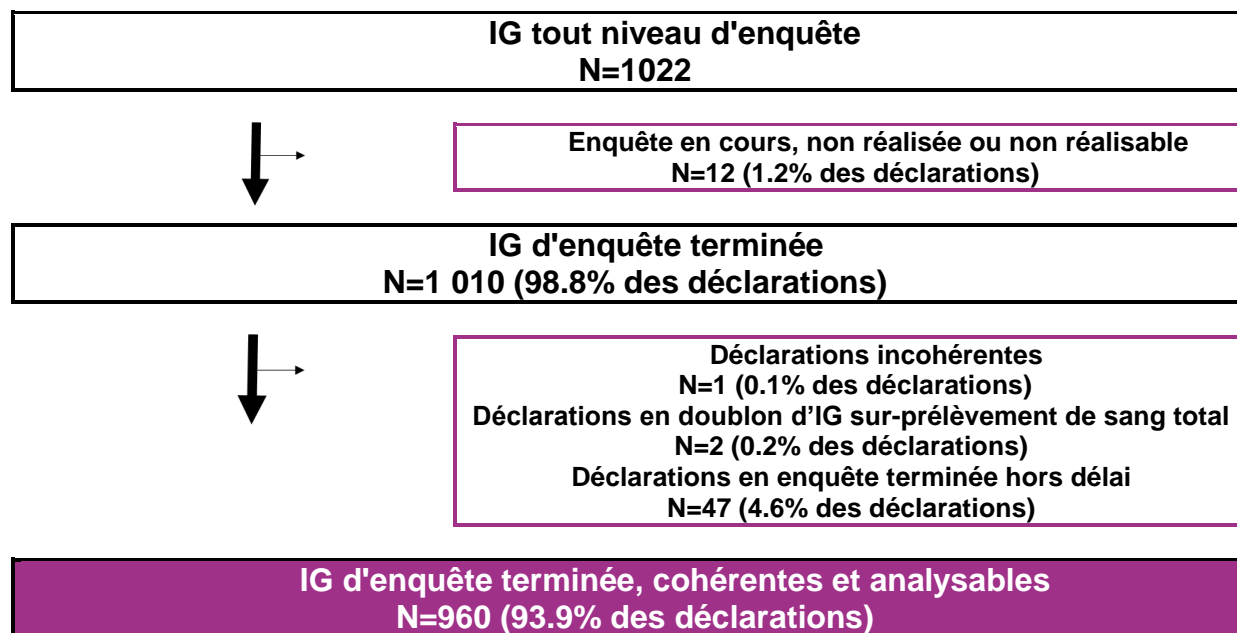 IG tout niveau d'enquête
N=1022
Enquête en cours, non réalisée ou non réalisable
N=12 (1.2% des déclarations)
IG d'enquête terminée
N=1 010 (98.8% des déclarations)
Déclarations incohérentes
N=1 (0.1% des déclarations)
Déclarations en doublon d’IG sur-prélèvement de sang total
N=2 (0.2% des déclarations)
Déclarations en enquête terminée hors délai
N=47 (4.6% des déclarations)
IG d'enquête terminée, cohérentes et analysables
N=960 (93.9% des déclarations)